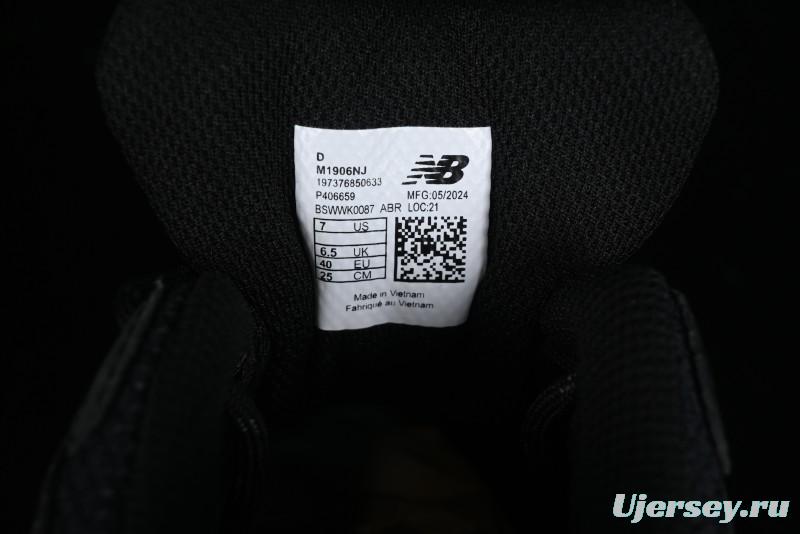 D
M1906NJ
197376850633
P406659 MFG:05/2024
BSWWK0087 ABR LOC:21
7 US
6.5 UK
40 EU
25 CM
Made in Vietnam
Fabriqué au Vietnam
NB
Ujersey.ru